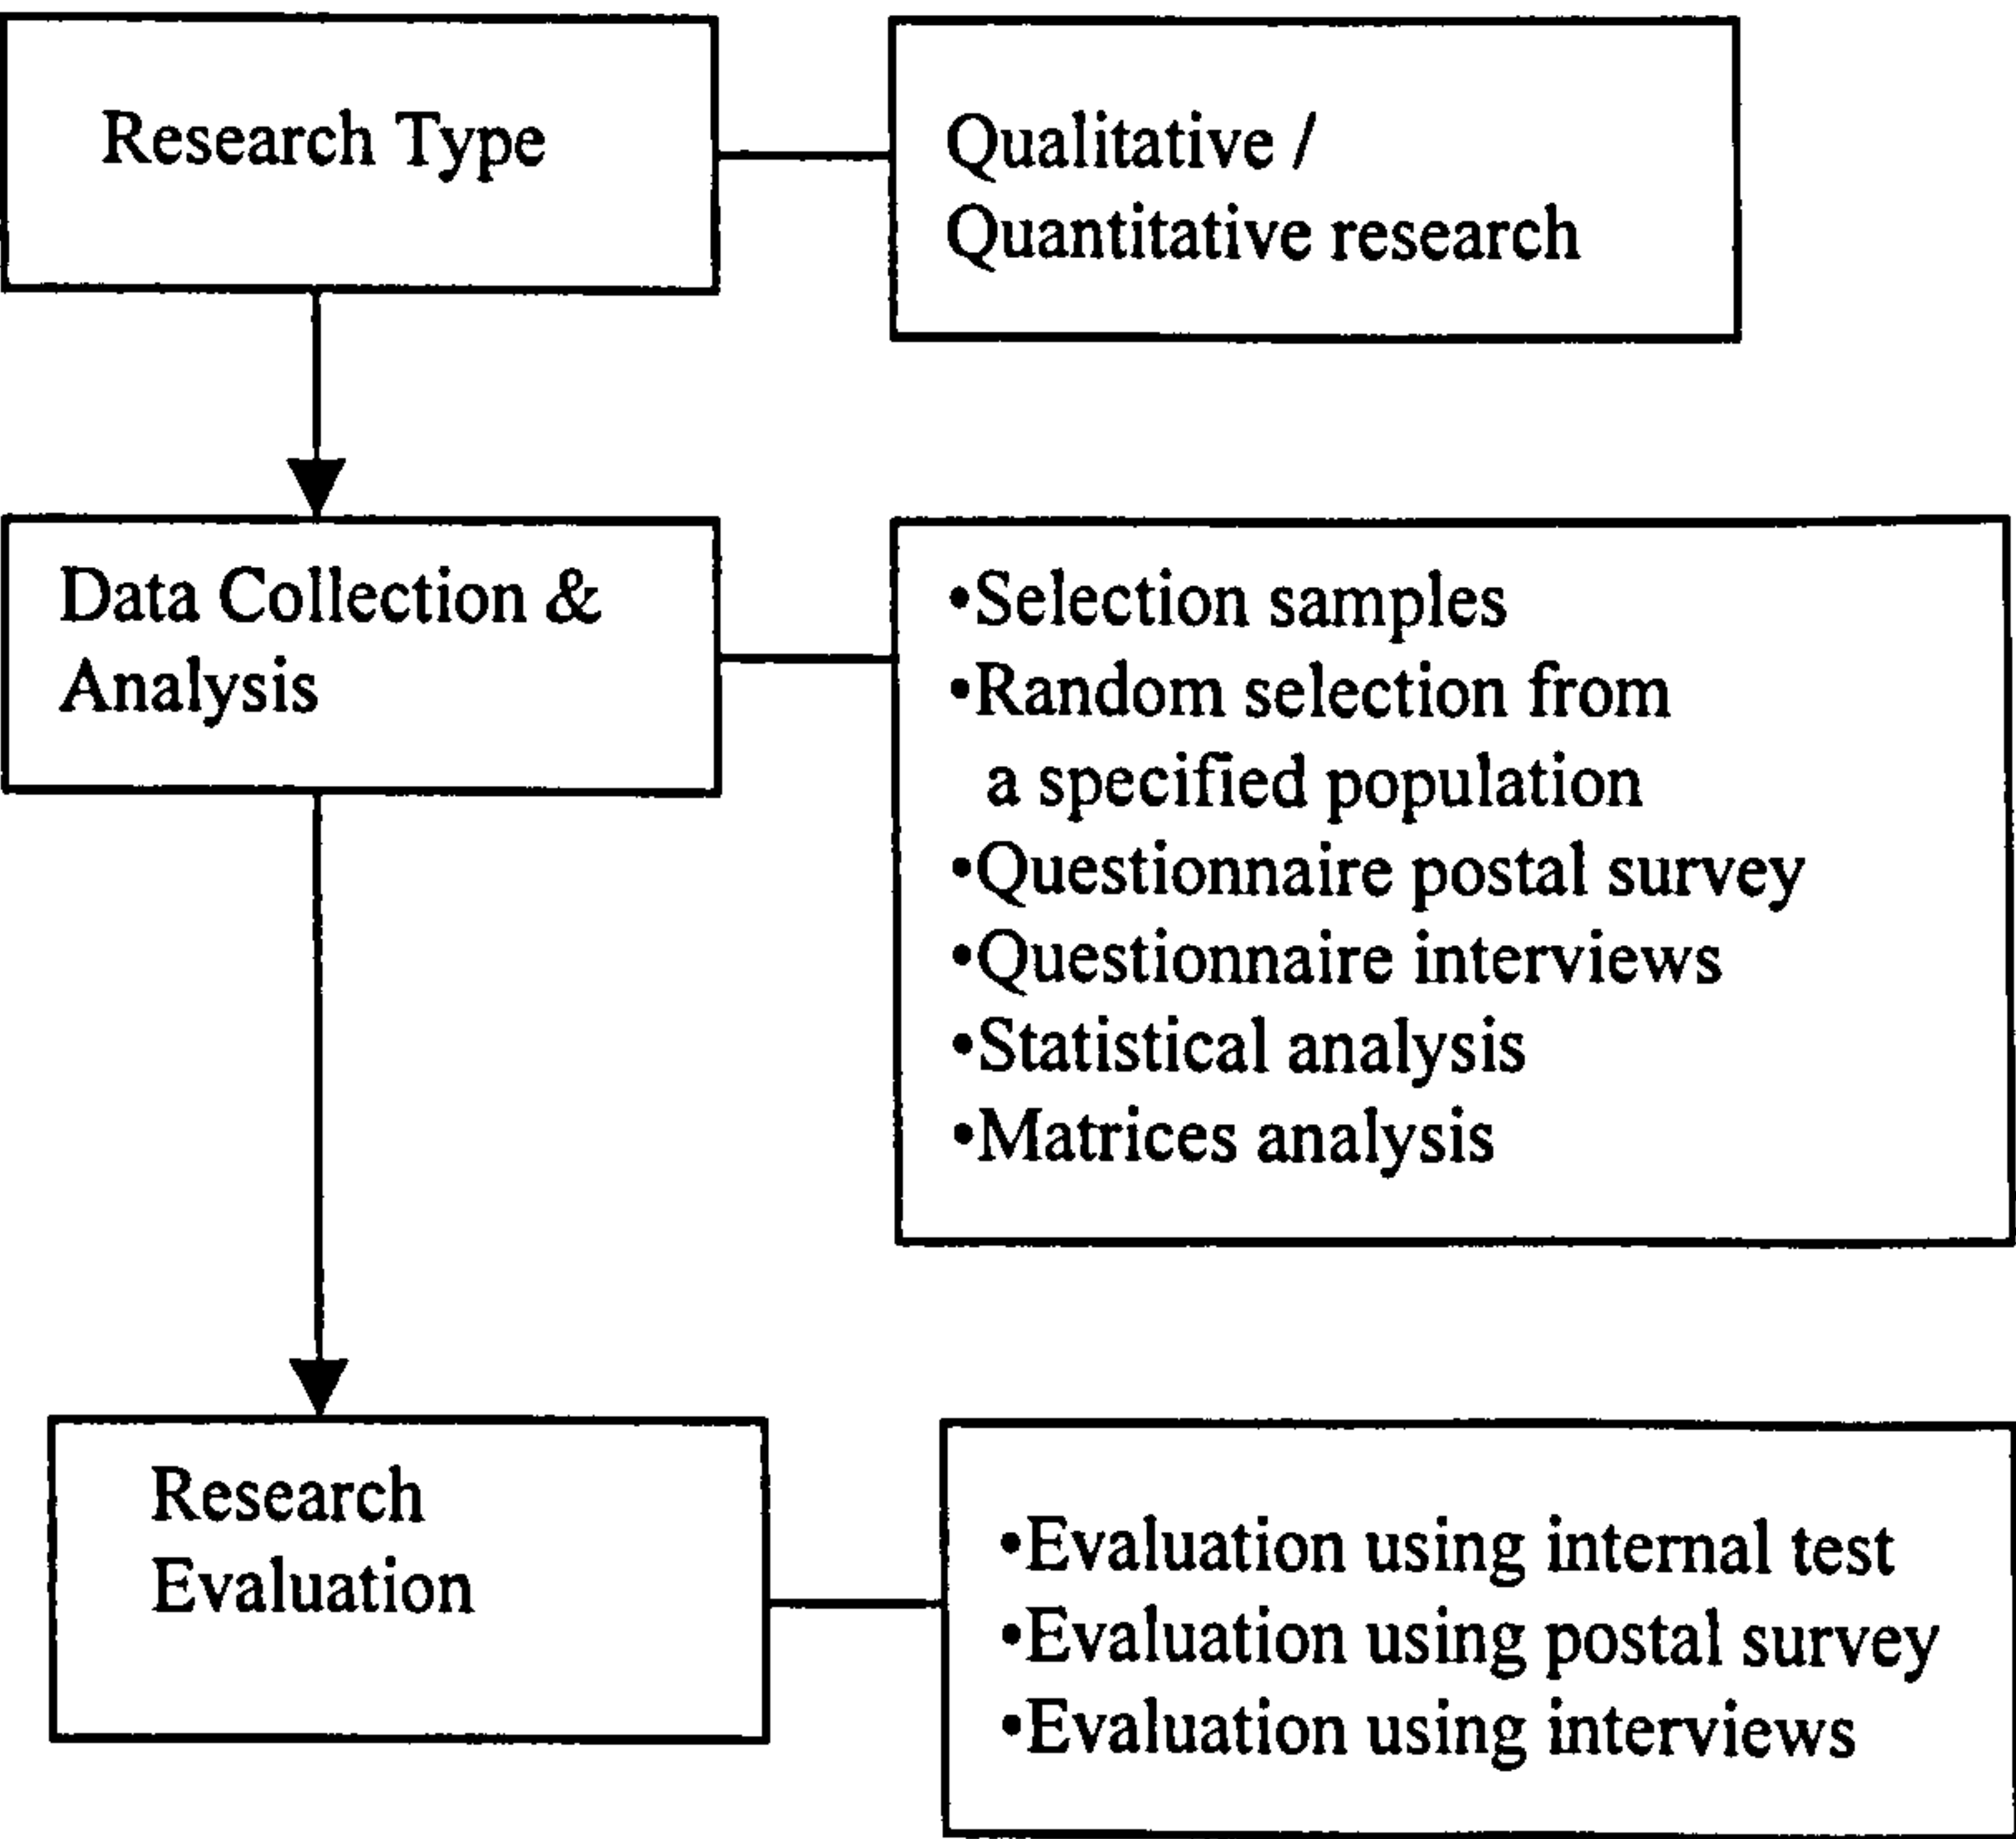 Research Type
Qualitative /
Quantitative research
Data Collection &
Analysis
•Selection samples
•Random selection from
a specified population
•Questionnaire postal survey
•Questionnaire interviews
•Statistical analysis
•Matrices analysis
Research
Evaluation
•Evaluation using internal test
•Evaluation using postal survey
•Evaluation using interviews